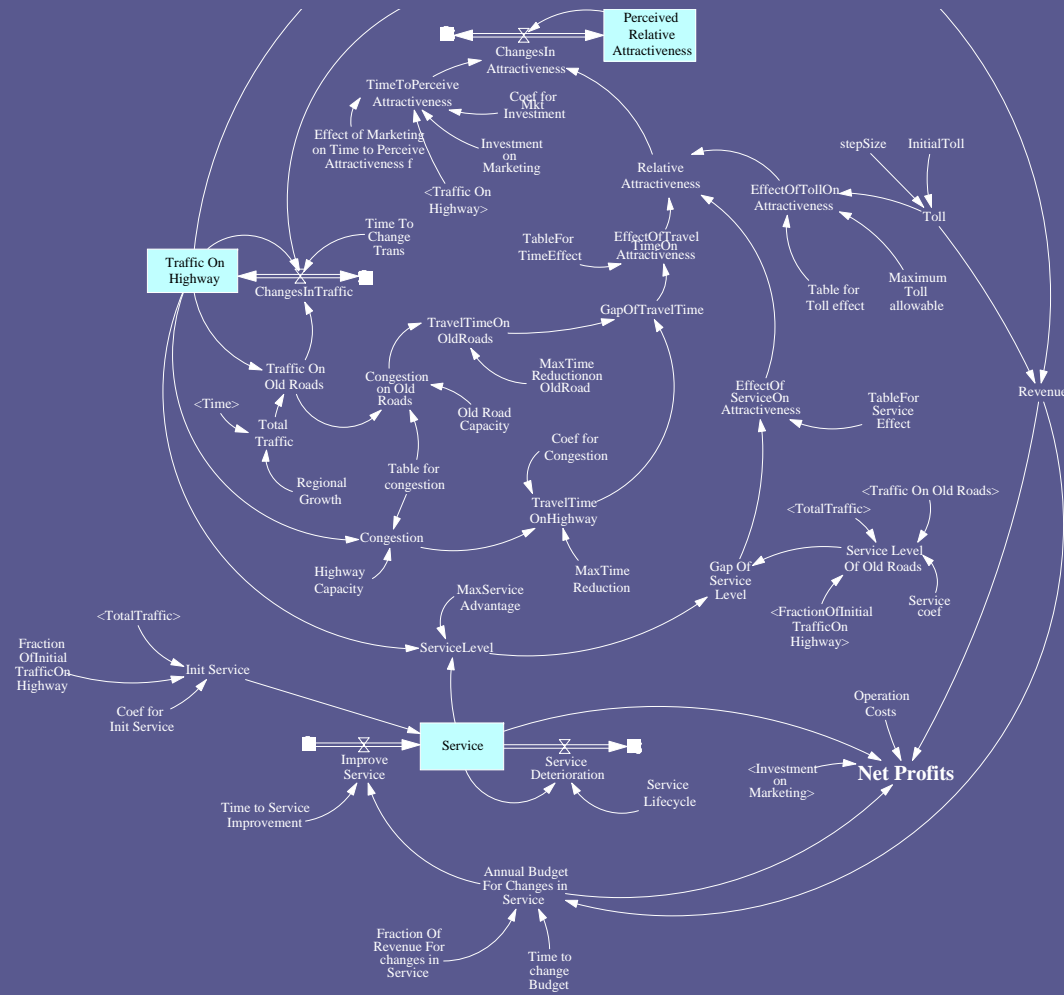 Perceived
Relative
Attractiveness
ChangesIn
Attractiveness
TimeToPerceive
Attractiveness
Coef for
Mkt
Investment
Effect of Marketing
on Time to Perceive
Attractiveness f
Investment
on
Marketing
<Traffic On
Highway>
stepSize
InitialToll
Relative
Attractiveness
EffectOfTollOn
Attractiveness
Toll
Time To
Change
Trans
TableFor
TimeEffect
EffectOfTravel
TimeOn
Attractiveness
Traffic On
Highway
ChangesInTraffic
Table for
Toll effect
Maximum
Toll
allowable
GapOfTravelTime
TravelTimeOn
OldRoads
Traffic On
Old Roads
Congestion
on Old
Roads
MaxTime
Reductionon
OldRoad
EffectOf
ServiceOn
Attractiveness
Revenue
<Time>
Total
Traffic
Old Road
Capacity
TableFor
Service
Effect
Coef for
Congestion
Regional
Growth
Table for
congestion
TravelTime
OnHighway
<Traffic On Old Roads>
<TotalTraffic>
Congestion
Service Level
Of Old Roads
Highway
Capacity
MaxTime
Reduction
Gap Of
Service
Level
MaxService
Advantage
<FractionOfInitial
TrafficOn
Highway>
Service
coef
<TotalTraffic>
Fraction
OfInitial
TrafficOn
Highway
Init Service
ServiceLevel
Coef for
Init Service
Operation
Costs
Service
Improve
Service
Service
Deterioration
<Investment
on
Marketing>
Net Profits
Time to Service
Improvement
Service
Lifecycle
Annual Budget
For Changes in
Service
Fraction Of
Revenue For
changes in
Service
Time to
change
Budget